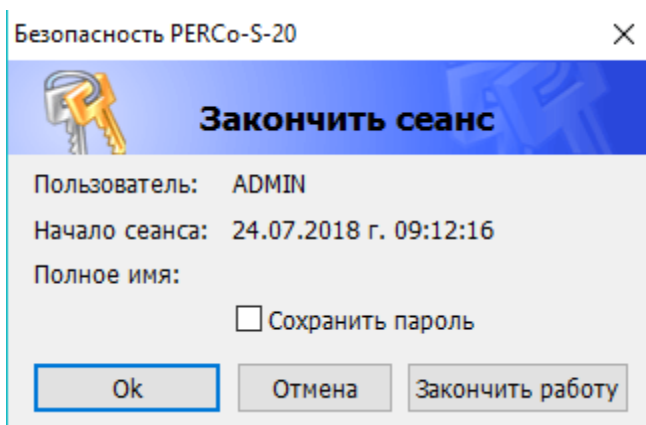 Безопасность PERCo-S-20
Закончить сеанс
Пользователь: ADMIN
Начало сеанса: 24.07.2018 г. 09:12:16
Полное имя:
Сохранить пароль
Ok Отмена Закончить работу